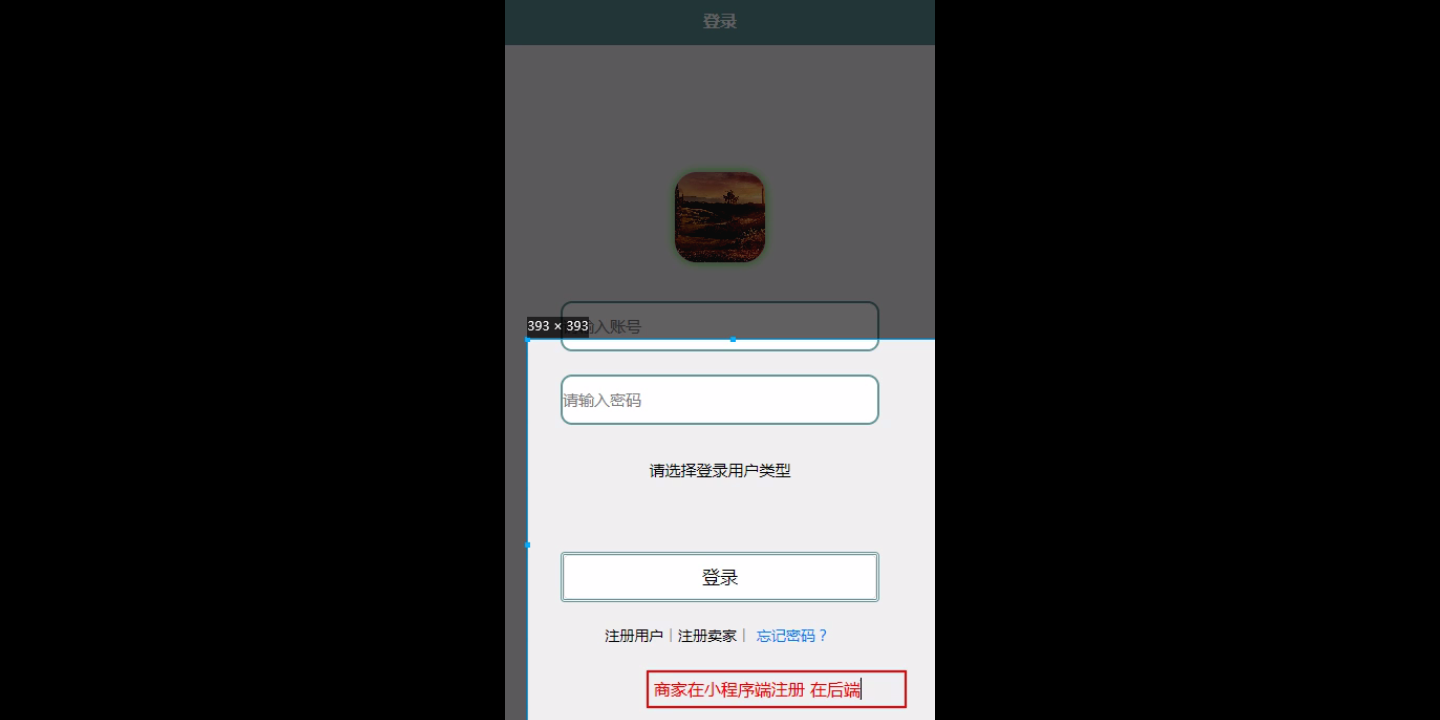 登录
输入账号
393 × 393
请输入密码
请选择登录用户类型
登录
注册用户 | 注册卖家 | 忘记密码？
商家在小程序端注册 在后端